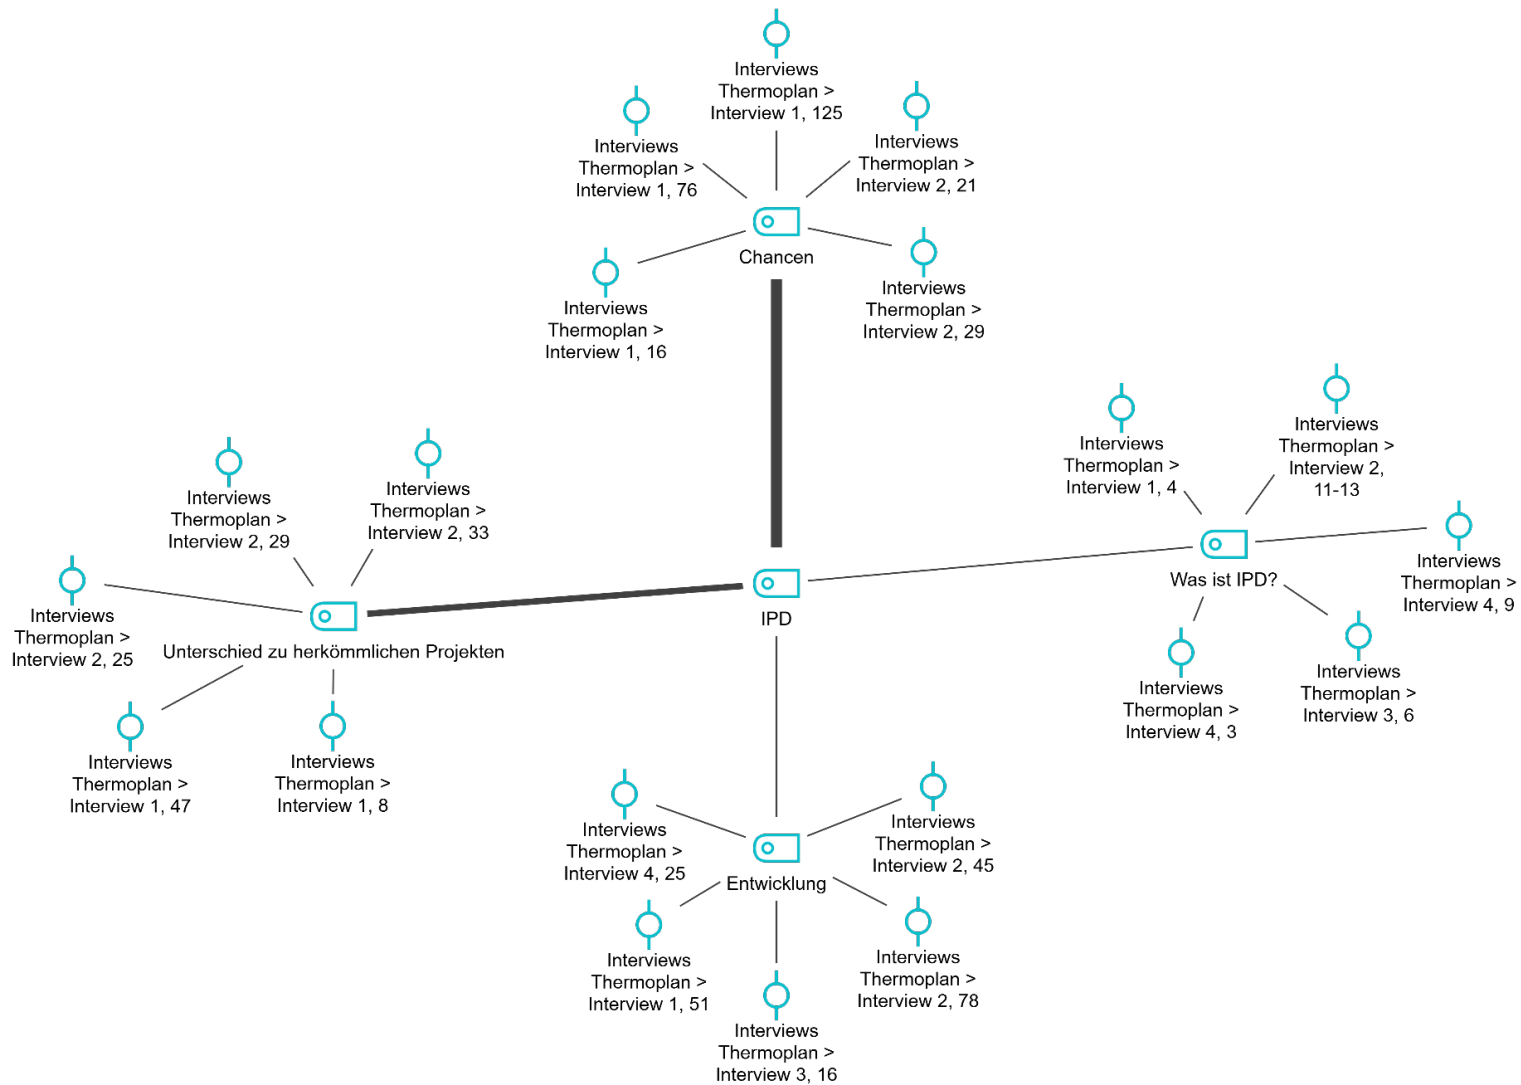 Interviews
Thermoplan >
Interview 1, 125
Interviews
Thermoplan >
Interview 1, 76
Interviews
Thermoplan >
Interview 2, 21
Chancen
Interviews
Thermoplan >
Interview 1, 16
Interviews
Thermoplan >
Interview 2, 29
Interviews
Thermoplan >
Interview 1, 4
Interviews
Thermoplan >
Interview 2,
11-13
Interviews
Thermoplan >
Interview 2, 29
Interviews
Thermoplan >
Interview 2, 33
Interviews
Thermoplan >
Interview 4, 9
Was ist IPD?
Interviews
Thermoplan >
Interview 2, 25
Unterschied zu herkömmlichen Projekten
IPD
Interviews
Thermoplan >
Interview 4, 3
Interviews
Thermoplan >
Interview 3, 6
Interviews
Thermoplan >
Interview 1, 47
Interviews
Thermoplan >
Interview 1, 8
Interviews
Thermoplan >
Interview 4, 25
Interviews
Thermoplan >
Interview 2, 45
Entwicklung
Interviews
Thermoplan >
Interview 1, 51
Interviews
Thermoplan >
Interview 2, 78
Interviews
Thermoplan >
Interview 3, 16